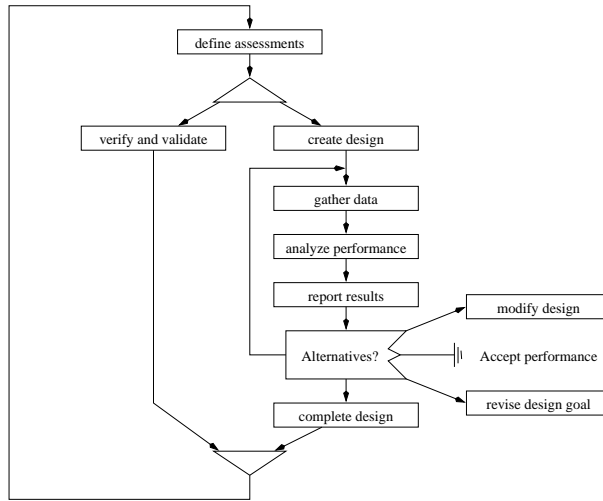 define assessments
verify and validate
create design
gather data
analyze performance
report results
modify design
Alternatives?
Accept performance
complete design
revise design goal